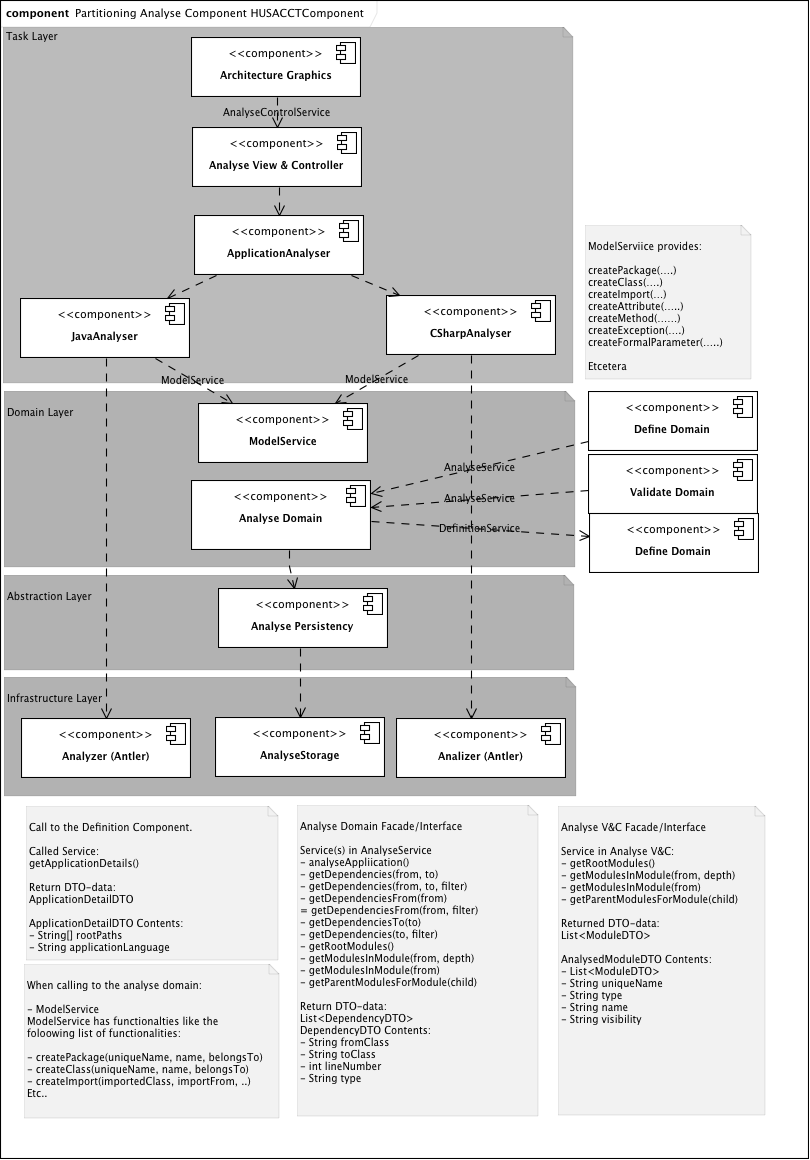 component Partitioning Analyse Component HUSACCTComponent
Task Layer
<<component>>
Architecture Graphics
AnalyseControlService
<<component>>
Analyse View & Controller
<<component>>
ApplicationAnalyser
<<component>>
JavaAnalyser
<<component>>
CSharpAnalyser
ModelService
ModelService
ModelServiice provides:
createPackage(....)
createClass(....)
createImport(...)
createAttribute(.....)
createMethod(......)
createException(....)
createFormalParameter(.....)
Etcetera
Domain Layer
<<component>>
ModelService
<<component>>
Analyse Domain
AnalyseService
AnalyseService
DefinitionService
<<component>>
Define Domain
<<component>>
Validate Domain
<<component>>
Define Domain
Abstraction Layer
<<component>>
Analyse Persistency
Infrastructure Layer
<<component>>
Analyzer (Antler)
<<component>>
AnalyseStorage
<<component>>
Analizer (Antler)
Call to the Definition Component.
Called Service:
getApplicationDetails()
Return DTO-data:
ApplicationDetailDTO
ApplicationDetailDTO Contents:
- String[] rootPaths
- String applicationLanguage
When calling to the analyse domain:
- ModelService
ModelService has functionalties like the
foloowing list of functionalities:
- createPackage(uniqueName, name, belongsTo)
- createClass(uniqueName, name, belongsTo)
- createImport(importedClass, importFrom, ..)
Etc..
Analyse Domain Facade/Interface
Service(s) in AnalyseService
- analyseAppliication()
- getDependencies(from, to)
- getDependencies(from, to, filter)
- getDependenciesFrom(from)
= getDependenciesFrom(from, filter)
- getDependenciesTo(to)
- getDependencies(to, filter)
- getRootModules()
- getModulesInModule(from, depth)
- getModulesInModule(from)
- getParentModulesForModule(child)
Return DTO-data:
List<DependencyDTO>
DependencyDTO Contents:
- String fromClass
- String toClass
- int lineNumber
- String type
Analyse V&C Facade/Interface
Service in Analyse V&C:
- getRootModules()
- getModulesInModule(from, depth)
- getModulesInModule(from)
- getParentModulesForModule(child)
Returned DTO-data:
List<ModuleDTO>
AnalysedModuleDTO Contents:
- List<ModuleDTO>
- String uniqueName
- String type
- String name
- String visibility